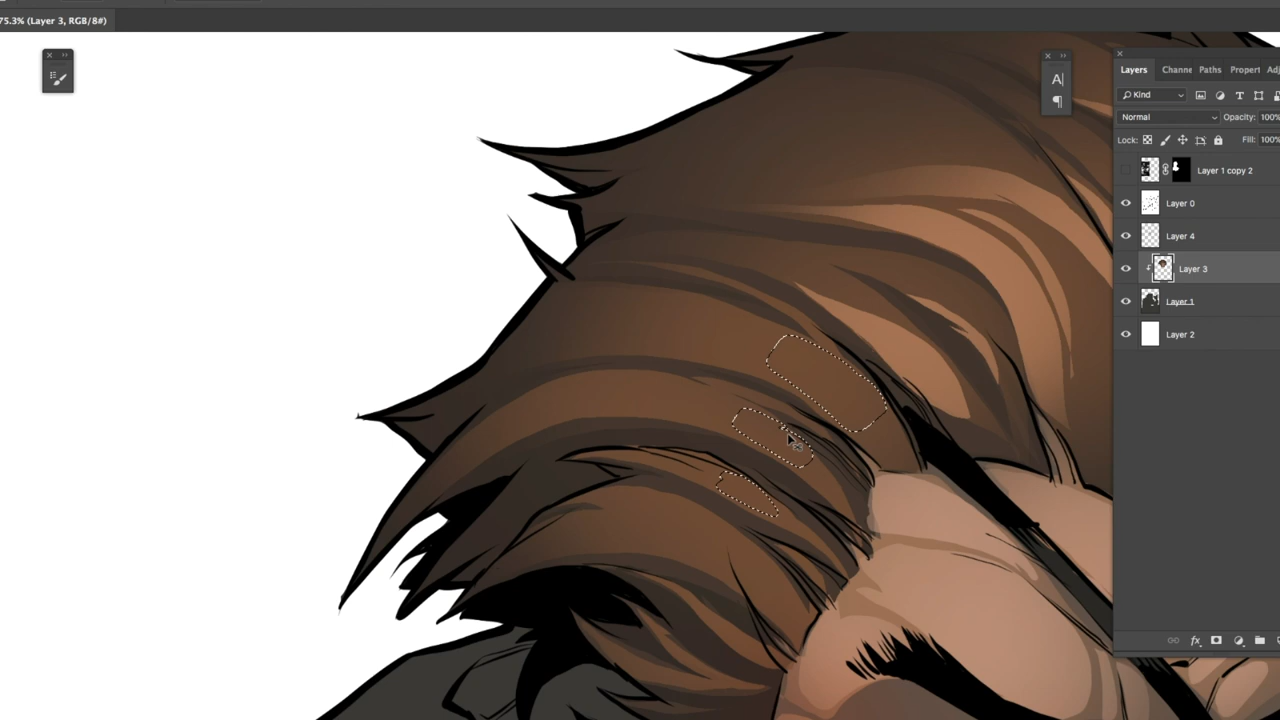 75.3% (Layer 3, RGB/8#)
A|
¶
Layers Channe Paths Propert Adj
Kind
T
Normal Opacity: 100%
Lock: Fill: 100%
Layer 1 copy 2
Layer 0
Layer 4
Layer 3
Layer 1
Layer 2
fx